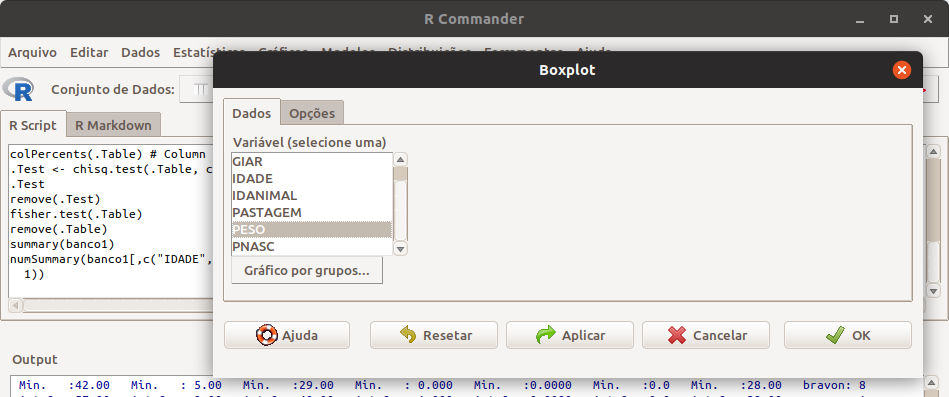 R Commander
Arquivo Editar Dados Estatísticas Gráficos Modelos Distribuições Ferramentas Ajuda
Boxplot
R Conjunto de Dados:
Dados Opções
R Script R Markdown
Variável (selecione uma)
colPercents(.Table) # Column
.Test <- chisq.test(.Table, c
.Test
remove(.Test)
fisher.test(.Table)
remove(.Table)
summary(banco1)
numSummary(banco1[,c("IDADE",
1))
GIAR
IDADE
IDANIMAL
PASTAGEM
PESO
PNASC
Gráfico por grupos...
Ajuda Resetar Aplicar Cancelar OK
Output
Min. :42.00 Min. : 5.00 Min. :29.00 Min. : 0.000 Min. :0.0000 Min. :0.0 Min. :28.00 bravon: 8